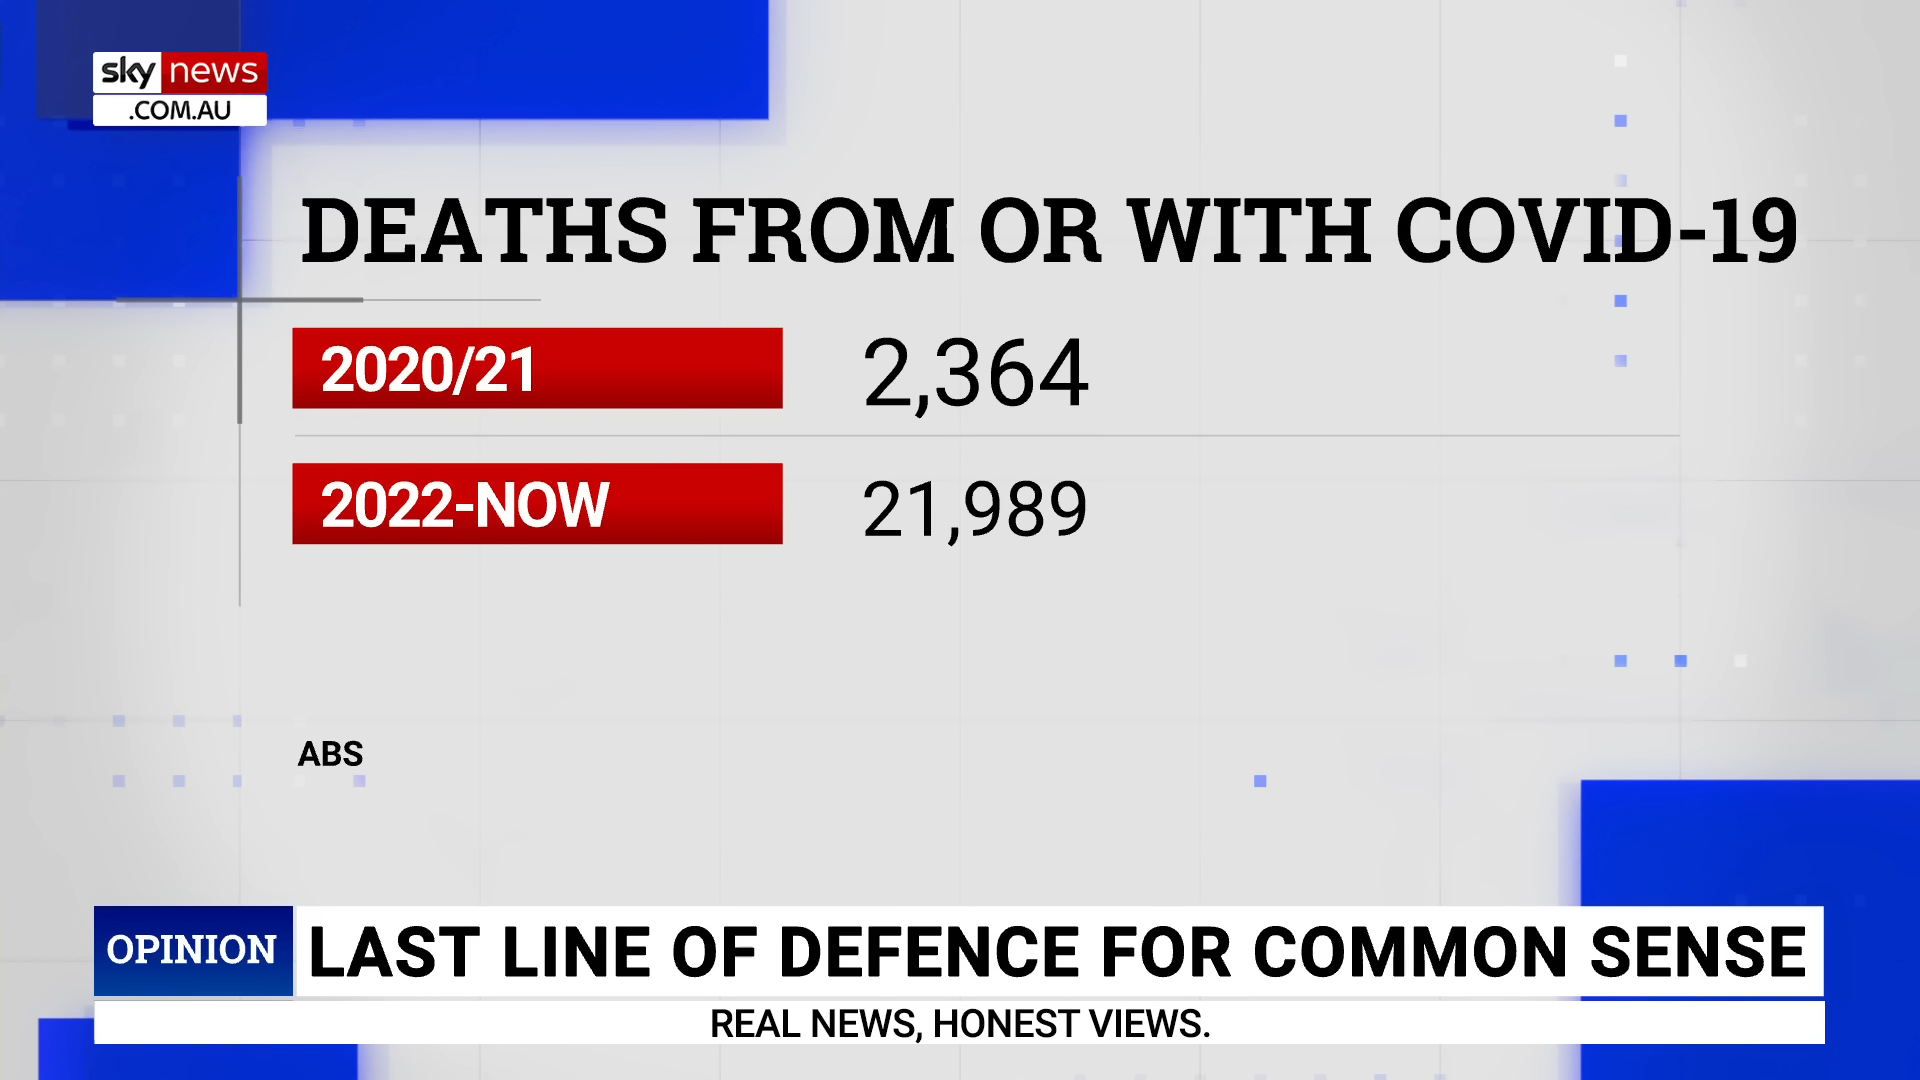 sky news
.COM.AU
DEATHS FROM OR WITH COVID-19
2020/21 2,364
2022-NOW 21,989
ABS
OPINION LAST LINE OF DEFENCE FOR COMMON SENSE
REAL NEWS, HONEST VIEWS.